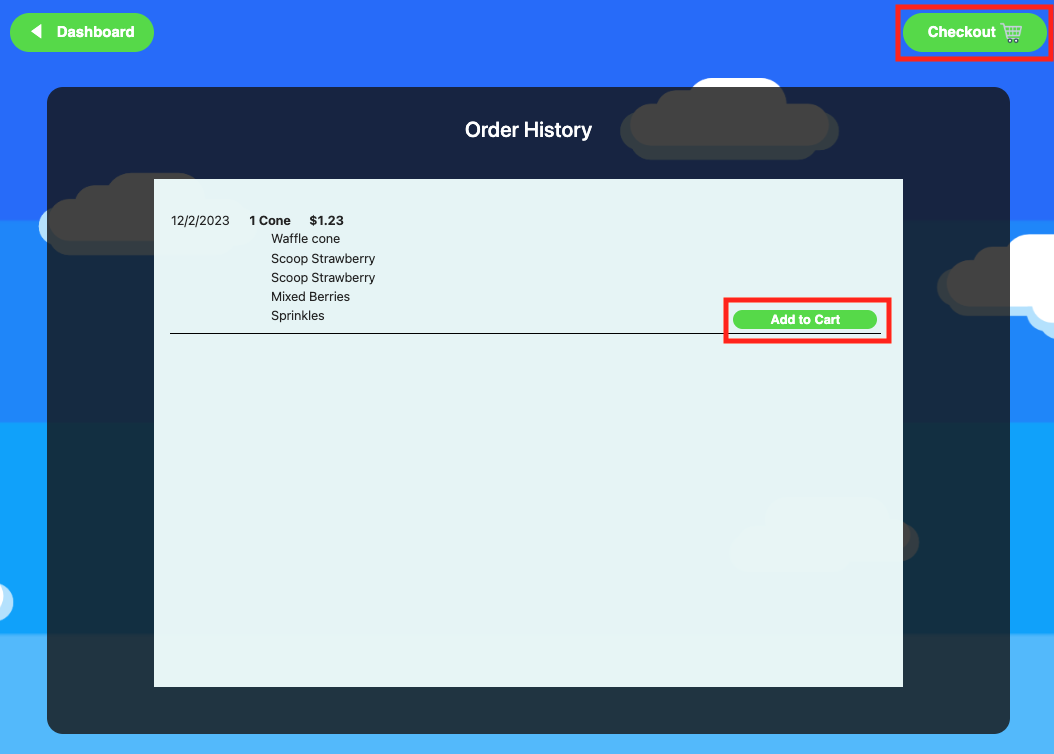 Dashboard
Checkout
Order History
12/2/2023 1 Cone $1.23
Waffle cone
Scoop Strawberry
Scoop Strawberry
Mixed Berries
Sprinkles
Add to Cart